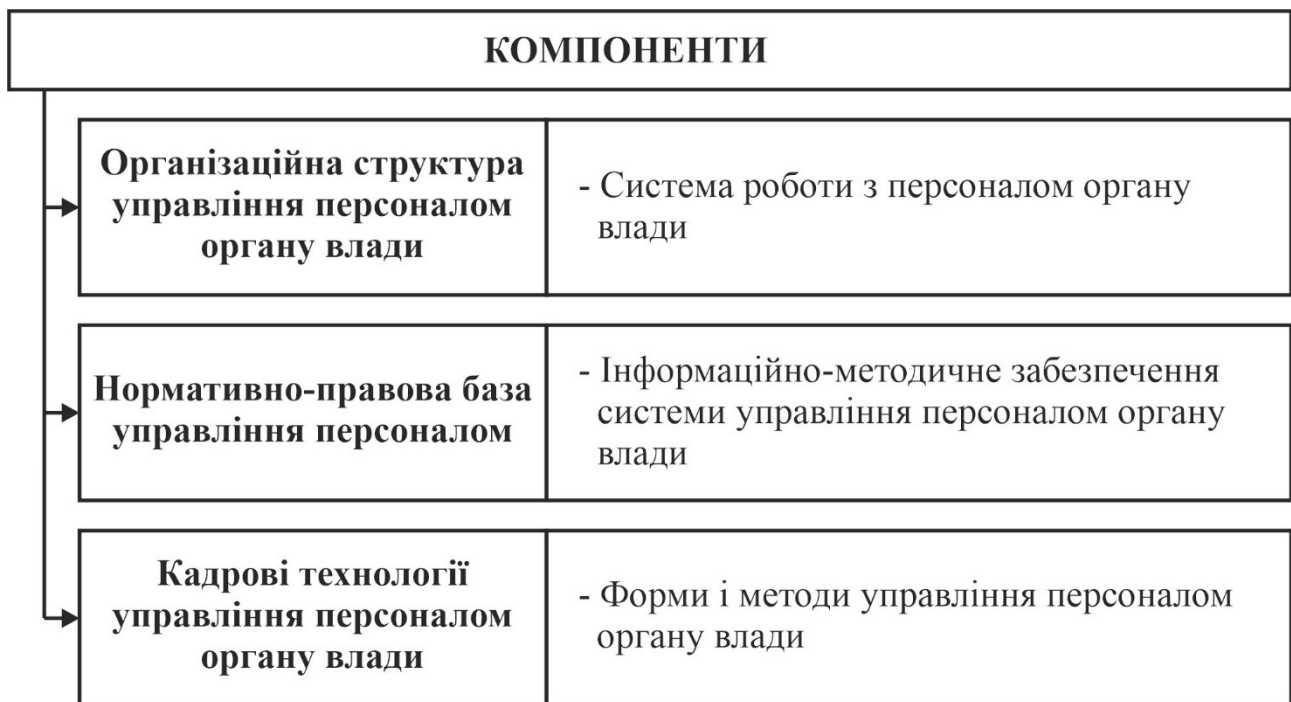 КОМПОНЕНТИ
Організаційна структура
управління персоналом
органу влади
- Система роботи з персоналом органу
влади
Нормативно-правова база
управління персоналом
- Інформаційно-методичне забезпечення
системи управління персоналом органу
влади
Кадрові технології
управління персоналом
органу влади
- Форми і методи управління персоналом
органу влади